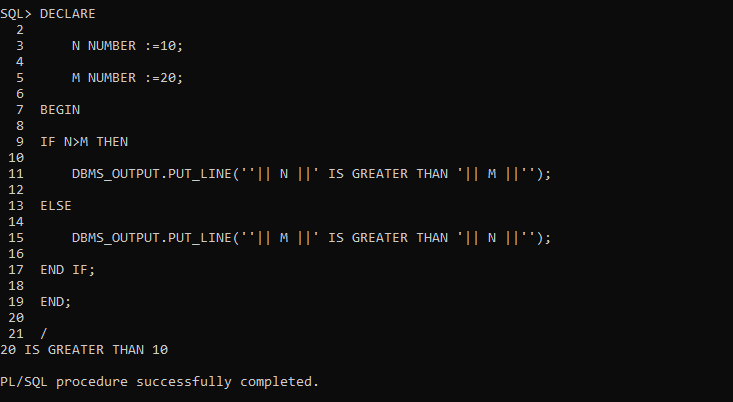 SQL> DECLARE
  2
  3      N NUMBER :=10;
  4
  5      M NUMBER :=20;
  6
  7  BEGIN
  8
  9  IF N>M THEN
 10
 11      DBMS_OUTPUT.PUT_LINE(''|| N ||' IS GREATER THAN '|| M ||'');
 12
 13  ELSE
 14
 15      DBMS_OUTPUT.PUT_LINE(''|| M ||' IS GREATER THAN '|| N ||'');
 16
 17  END IF;
 18
 19  END;
 20
 21  /
20 IS GREATER THAN 10
PL/SQL procedure successfully completed.